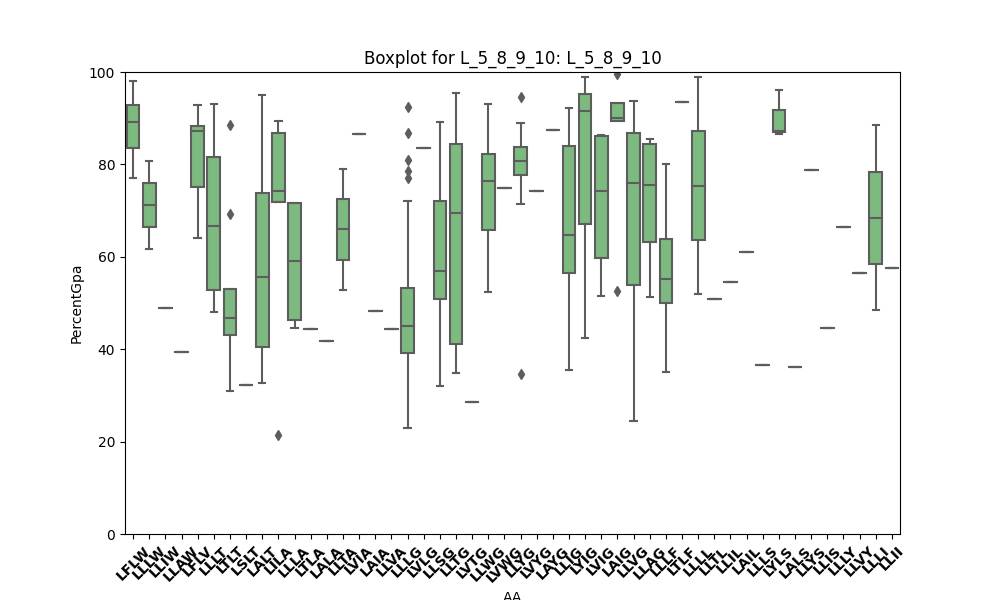 Boxplot for L_5_8_9_10: L_5_8_9_10
PercentGpa
100
80
60
40
20
0
LFLW LLLW LLIW LLAW LFLV LLLT LTLT LSLT LALT LILA LLLA LTLA LALA LLTA LVIA LAIA LLVA LLLG LVLG LLSG LLTG LVTG LLWG LVWG LLYG LVYG LAYG LLIG LYIG LVIG LAIG LLVG LLAG LLLF LTLF LLLL LLTL LLIL LAIL LLLS LYLS LALS LLYS LLIS LLLY LLVY LLLI LLII
AA